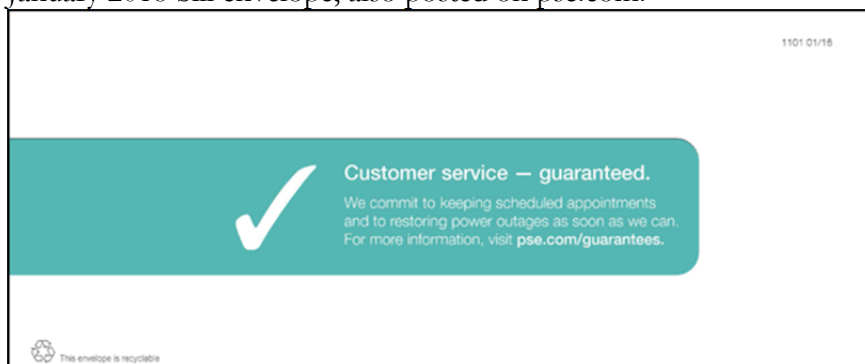 January 2016 bill envelope, also posted on pse.com:
1101 01/16
Customer service — guaranteed.
We commit to keeping scheduled appointments
and to restoring power outages as soon as we can.
For more information, visit pse.com/guarantees.
This envelope is recyclable